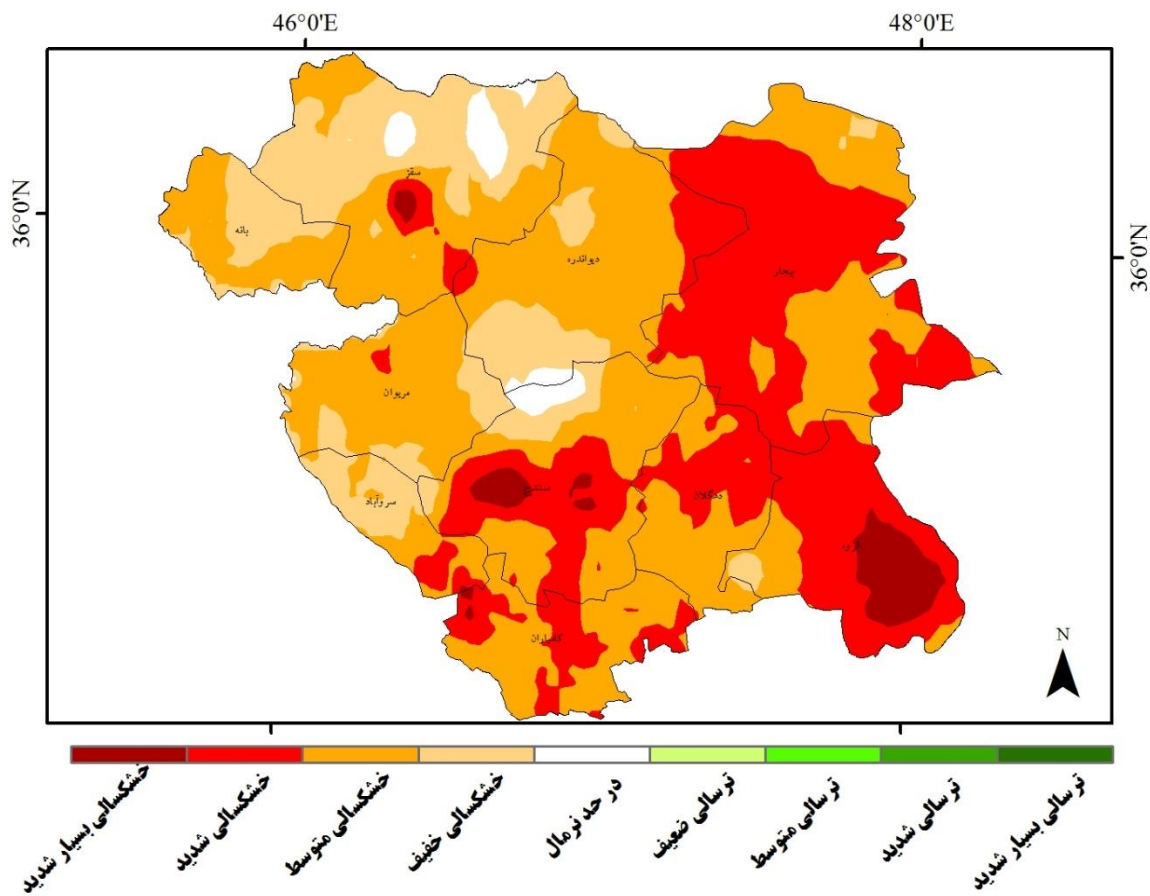 46°0'E
48°0'E
36°0'N
36°0'N
سقز
بانه
دیواندره
بیجار
مریوان
سروآباد
سنندج
دهگلان
قروه
کامیاران
N
خشکسالی بسیار شدید
خشکسالی شدید
خشکسالی متوسط
خشکسالی خفیف
در حد نرمال
ترسالی ضعیف
ترسالی متوسط
ترسالی شدید
ترسالی بسیار شدید